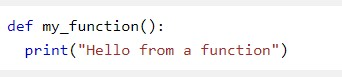 def my_function():
  print("Hello from a function")